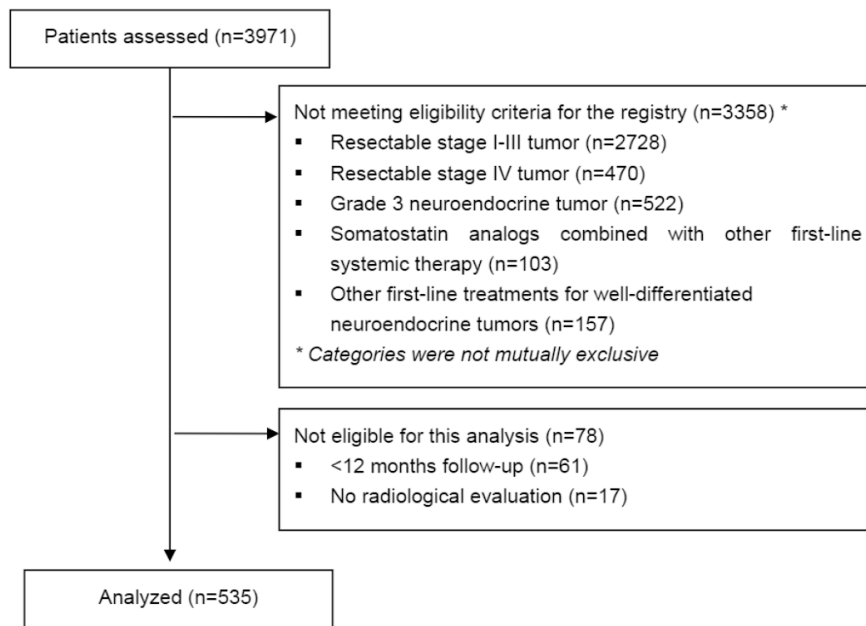 Patients assessed (n=3971)
Not meeting eligibility criteria for the registry (n=3358) *
▪ Resectable stage I-III tumor (n=2728)
▪ Resectable stage IV tumor (n=470)
▪ Grade 3 neuroendocrine tumor (n=522)
▪ Somatostatin analogs combined with other first-line
systemic therapy (n=103)
▪ Other first-line treatments for well-differentiated
neuroendocrine tumors (n=157)
* Categories were not mutually exclusive
Not eligible for this analysis (n=78)
▪ <12 months follow-up (n=61)
▪ No radiological evaluation (n=17)
Analyzed (n=535)